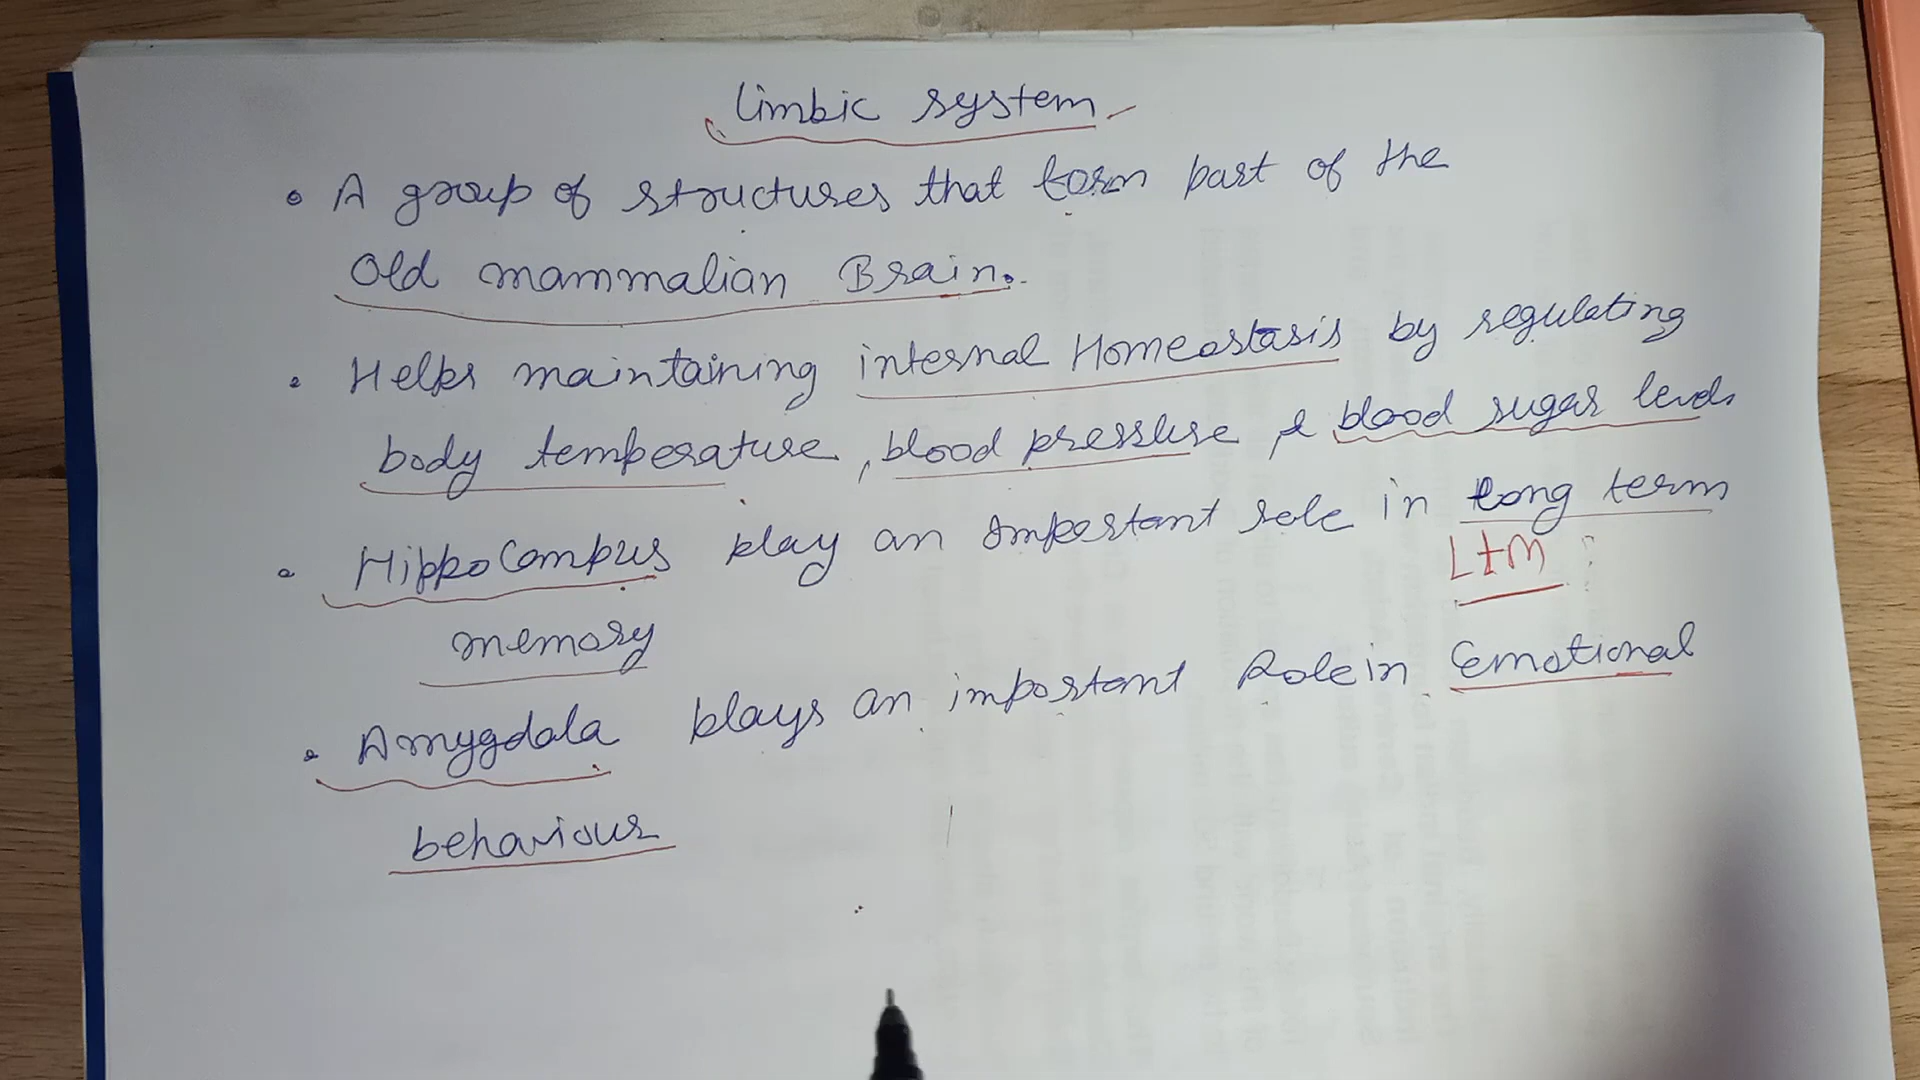 Limbic system
• A group of structures that form part of the
Old mammalian Brain.
• Helps maintaining internal Homeostasis by regulating
body temperature, blood pressure, & blood sugar levels
• Hippocampus play an important role in long term
LTM
memory
• Amygdala plays an important Role in Emotional
behaviour